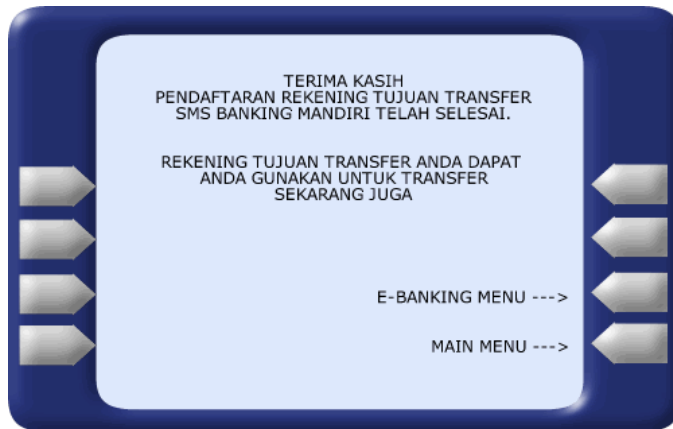 TERIMA KASIH
PENDAFTARAN REKENING TUJUAN TRANSFER
SMS BANKING MANDIRI TELAH SELESAI.
REKENING TUJUAN TRANSFER ANDA DAPAT
ANDA GUNAKAN UNTUK TRANSFER
SEKARANG JUGA
E-BANKING MENU --->
MAIN MENU --->